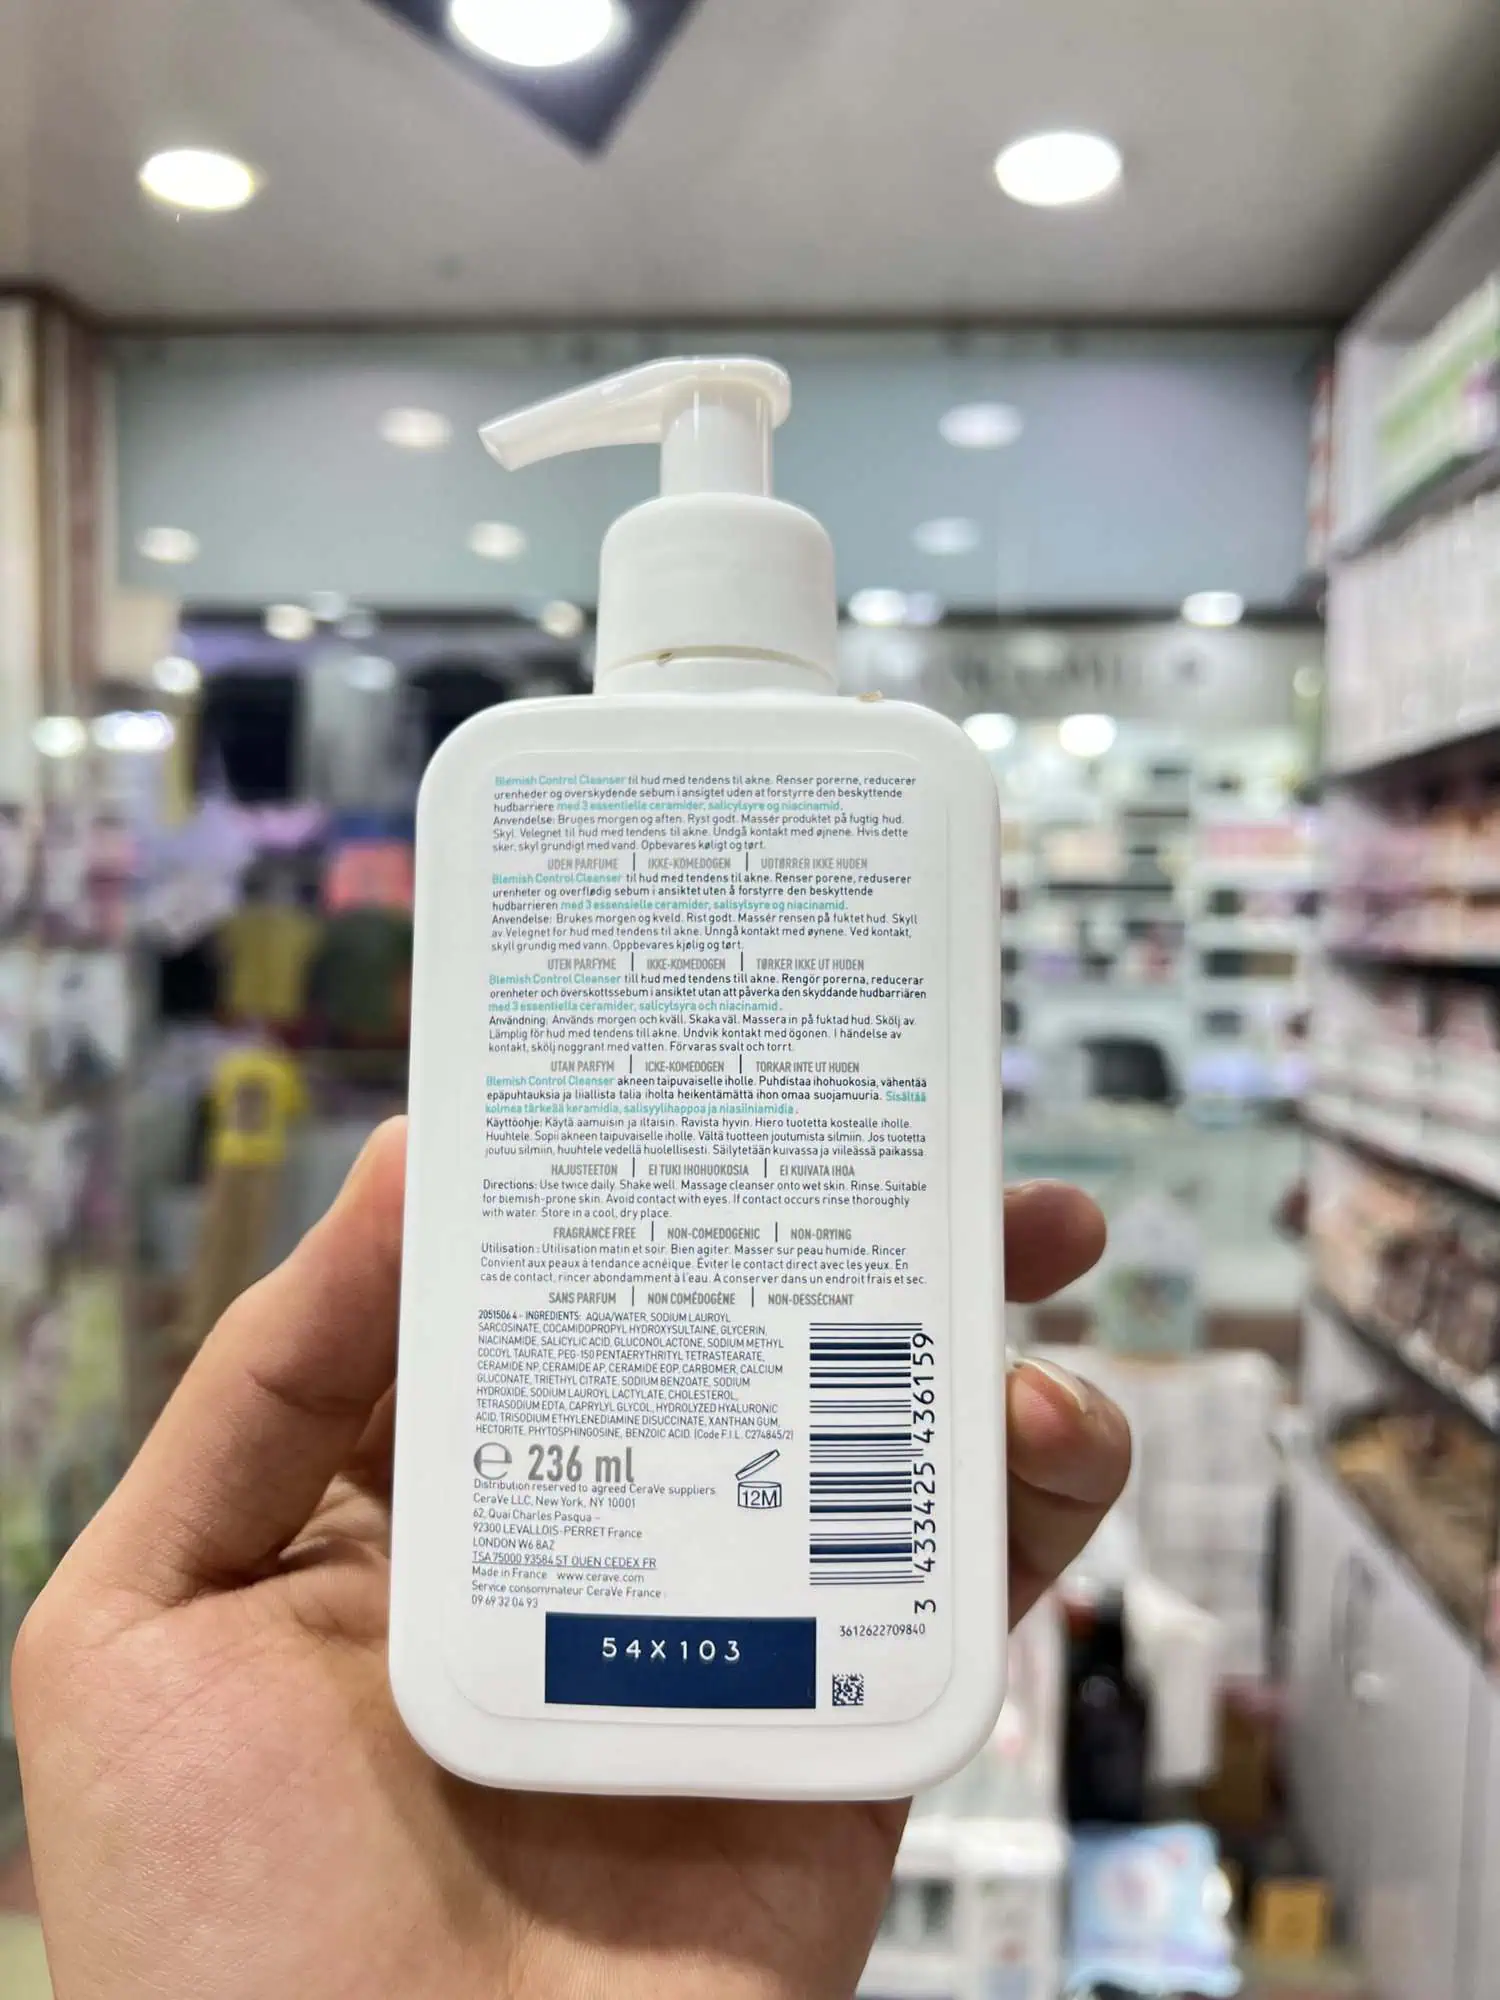 Blemish Control Cleanser til hud med tendens til akne. Renser porerne, reducerer
urenheder og overskydende sebum i ansigtet uden at forstyrre den beskyttende
hudbarriere med 3 essentielle ceramider, salicylsyre og niacinamid.
Anvendelse: Bruges morgen og aften. Ryst godt. Massér produktet på fugtig hud.
Skyl. Velegnet til hud med tendens til akne. Undgå kontakt med øjnene. Hvis dette
sker, skyl grundigt med vand. Opbevares køligt og tørt.
UDEN PARFUME | IKKE-KOMEDOGEN | UDTØRRER IKKE HUDEN
Blemish Control Cleanser til hud med tendens til akne. Renser porene, reduserer
urenheter og overflødig sebum i ansiktet uten å forstyrre den beskyttende
hudbarrieren med 3 essensielle ceramider, salisylsyre og niacinamid.
Anvendelse: Brukes morgen og kveld. Rist godt. Massér rensen på fuktet hud. Skyll
av. Velegnet for hud med tendens til akne. Unngå kontakt med øynene. Ved kontakt,
skyll grundig med vann. Oppbevares kjølig og tørt.
UTEN PARFYME | IKKE-KOMEDOGEN | TØRKER IKKE UT HUDEN
Blemish Control Cleanser till hud med tendens till akne. Rengör porerna, reducerar
orenheter och överskottssebum i ansiktet utan att påverka den skyddande hudbarriären
med 3 essentiella ceramider, salicylsyra och niacinamid.
Användning: Används morgon och kväll. Skaka väl. Massera in på fuktad hud. Skölj av.
Lämplig för hud med tendens till akne. Undvik kontakt med ögonen. I händelse av
kontakt, skölj noggrant med vatten. Förvaras svalt och torrt.
UTAN PARFYM | ICKE-KOMEDOGEN | TORKAR INTE UT HUDEN
Blemish Control Cleanser akneen taipuvaiselle iholle. Puhdistaa ihohuokosia, vähentää
epäpuhtauksia ja liiallista talia iholta heikentämättä ihon omaa suojamuuria. Sisältää
kolmea tärkeää keramidia, salisyylihappoa ja niasiiniamidia.
Käyttöohje: Käytä aamuisin ja iltaisin. Ravista hyvin. Hiero tuotetta kostealle iholle.
Huuhtele. Sopii akneen taipuvaiselle iholle. Vältä tuotteen joutumista silmiin. Jos tuotetta
joutuu silmiin, huuhtele vedellä huolellisesti. Säilytetään kuivassa ja viileässä paikassa.
HAJUSTEETON | EI TUKI IHOHUOKOSIA | EI KUIVATA IHOA
Directions: Use twice daily. Shake well. Massage cleanser onto wet skin. Rinse. Suitable
for blemish-prone skin. Avoid contact with eyes. If contact occurs rinse thoroughly
with water. Store in a cool, dry place.
FRAGRANCE FREE | NON-COMEDOGENIC | NON-DRYING
Utilisation : Utilisation matin et soir. Bien agiter. Masser sur peau humide. Rincer.
Convient aux peaux à tendance acnéique. Éviter le contact direct avec les yeux. En
cas de contact, rincer abondamment à l'eau. A conserver dans un endroit frais et sec.
SANS PARFUM | NON COMÉDOGÈNE | NON-DESSÉCHANT
2051506 4 - INGREDIENTS: AQUA/WATER, SODIUM LAUROYL
SARCOSINATE, COCAMIDOPROPYL HYDROXYSULTAINE, GLYCERIN,
NIACINAMIDE, SALICYLIC ACID, GLUCONOLACTONE, SODIUM METHYL
COCOYL TAURATE, PEG-150 PENTAERYTHRITYL TETRASTEARATE,
CERAMIDE NP, CERAMIDE AP, CERAMIDE EOP, CARBOMER, CALCIUM
GLUCONATE, TRIETHYL CITRATE, SODIUM BENZOATE, SODIUM
HYDROXIDE, SODIUM LAUROYL LACTYLATE, CHOLESTEROL,
TETRASODIUM EDTA, CAPRYLYL GLYCOL, HYDROLYZED HYALURONIC
ACID, TRISODIUM ETHYLENEDIAMINE DISUCCINATE, XANTHAN GUM,
HECTORITE, PHYTOSPHINGOSINE, BENZOIC ACID. (Code F.I.L. C274845/2)
℮ 236 ml
12M
Distribution reserved to agreed CeraVe suppliers
CeraVe LLC, New York, NY 10001
62, Quai Charles Pasqua -
92300 LEVALLOIS-PERRET France
LONDON W6 8AZ
TSA 75000 93584 ST OUEN CEDEX FR
Made in France www.cerave.com
Service consommateur CeraVe France :
09 69 32 04 93
3 433425 436159
3612622709840
54X103